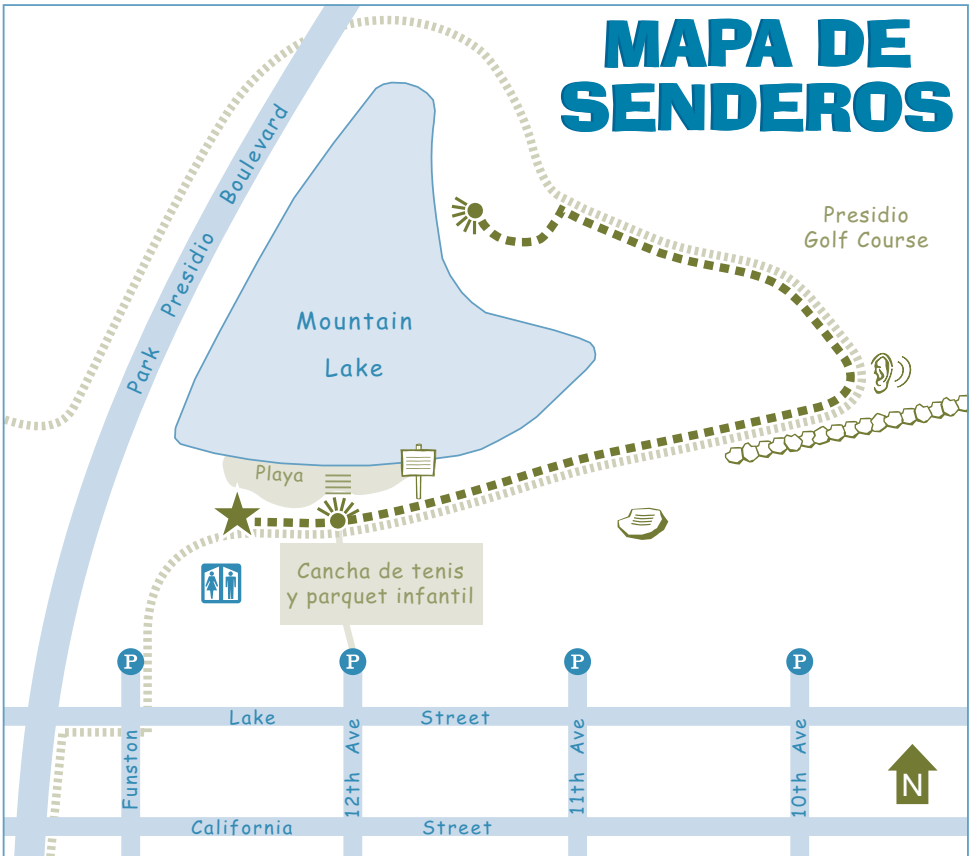 MAPA DE
SENDEROS
Park Presidio Boulevard
Presidio
Golf Course
Mountain
Lake
Playa
Cancha de tenis
y parquet infantil
P
P
P
P
Lake Street
Funston
12th Ave
11th Ave
10th Ave
N
California Street